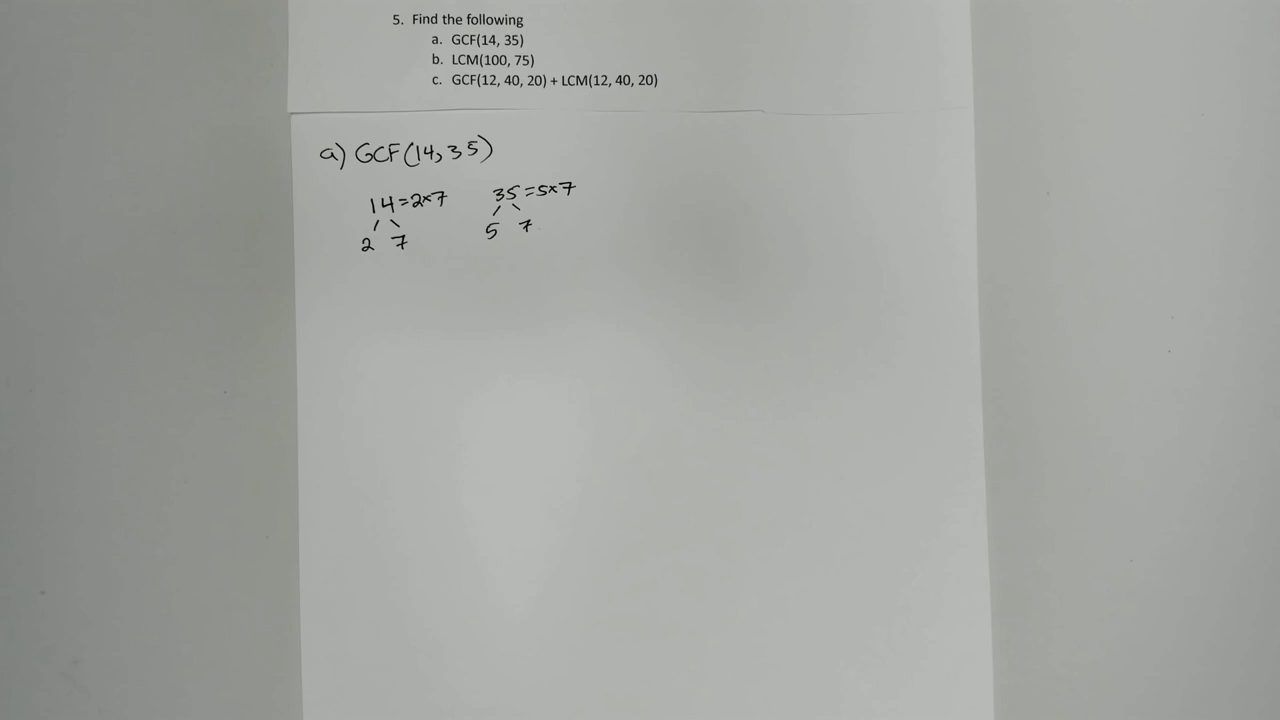 5. Find the following
a. GCF(14, 35)
b. LCM(100, 75)
c. GCF(12, 40, 20) + LCM(12, 40, 20)
a) GCF(14,35)
14=2×7 35=5×7
2 7 5 7